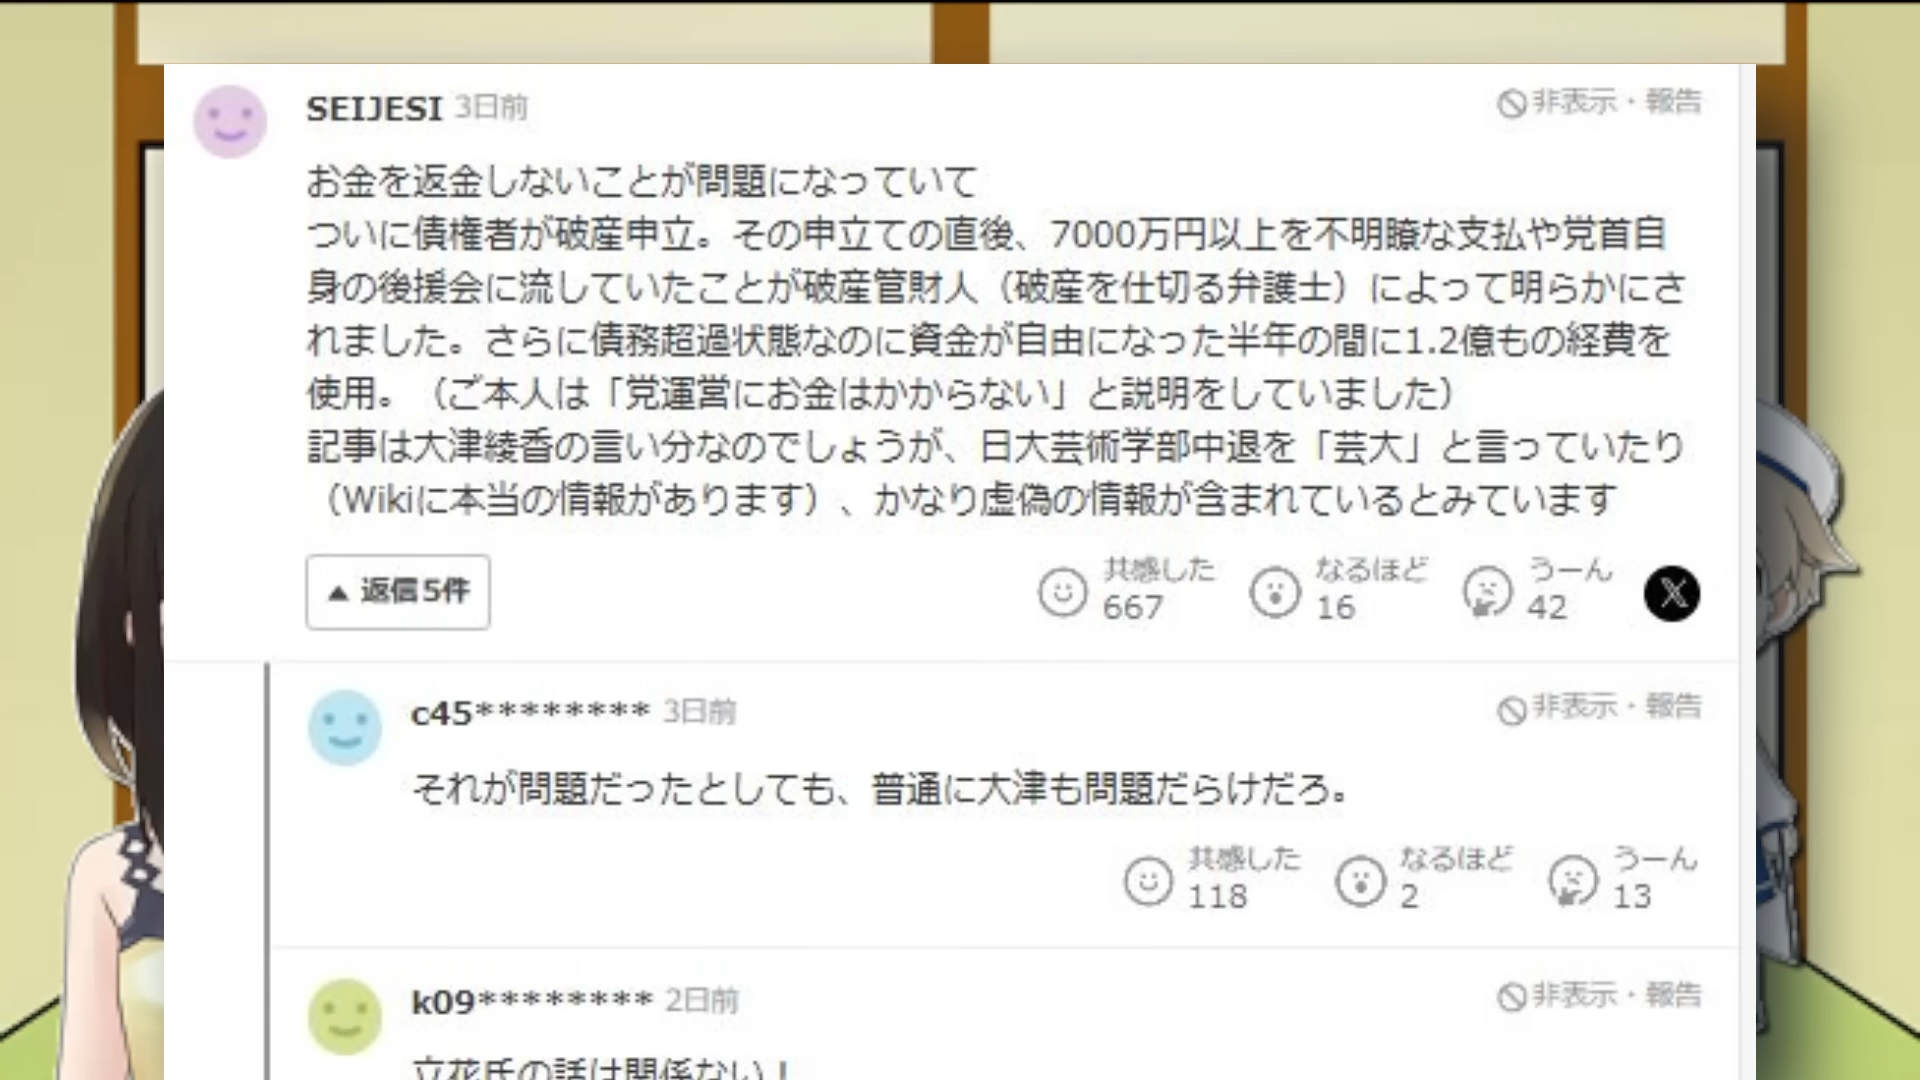 SEIJESI 3日前
非表示・報告
お金を返金しないことが問題になっていて
ついに債権者が破産申立。その申立ての直後、7000万円以上を不明瞭な支払や党首自
身の後援会に流していたことが破産管財人（破産を仕切る弁護士）によって明らかにさ
れました。さらに債務超過状態なのに資金が自由になった半年の間に1.2億もの経費を
使用。（ご本人は「党運営にお金はかからない」と説明をしていました）
記事は大津綾香の言い分なのでしょうが、日大芸術学部中退を「芸大」と言っていたり
（Wikiに本当の情報があります）、かなり虚偽の情報が含まれているとみています
▲ 返信5件
共感した
667
なるほど
16
うーん
42
X
c45******** 3日前
非表示・報告
それが問題だったとしても、普通に大津も問題だらけだろ。
共感した
118
なるほど
2
うーん
13
k09******** 2日前
非表示・報告
立花氏の話は関係ない！